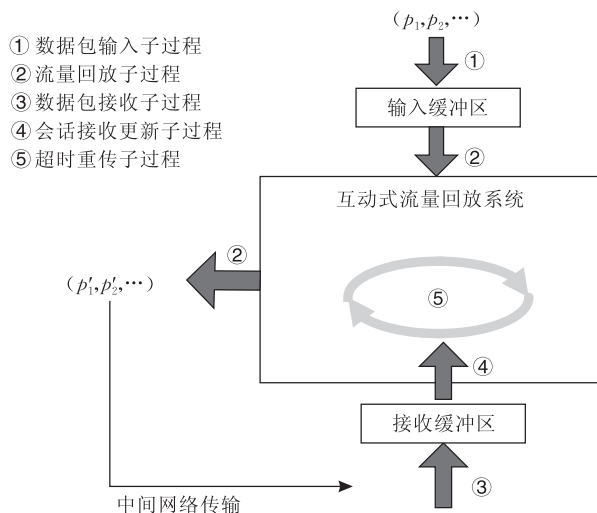 (p₁,p₂,…)
① 数据包输入子过程
② 流量回放子过程
③ 数据包接收子过程
④ 会话接收更新子过程
⑤ 超时重传子过程
①
输入缓冲区
②
互动式流量回放系统
②
(p′₁,p′₂,…)
⑤
④
接收缓冲区
③
中间网络传输